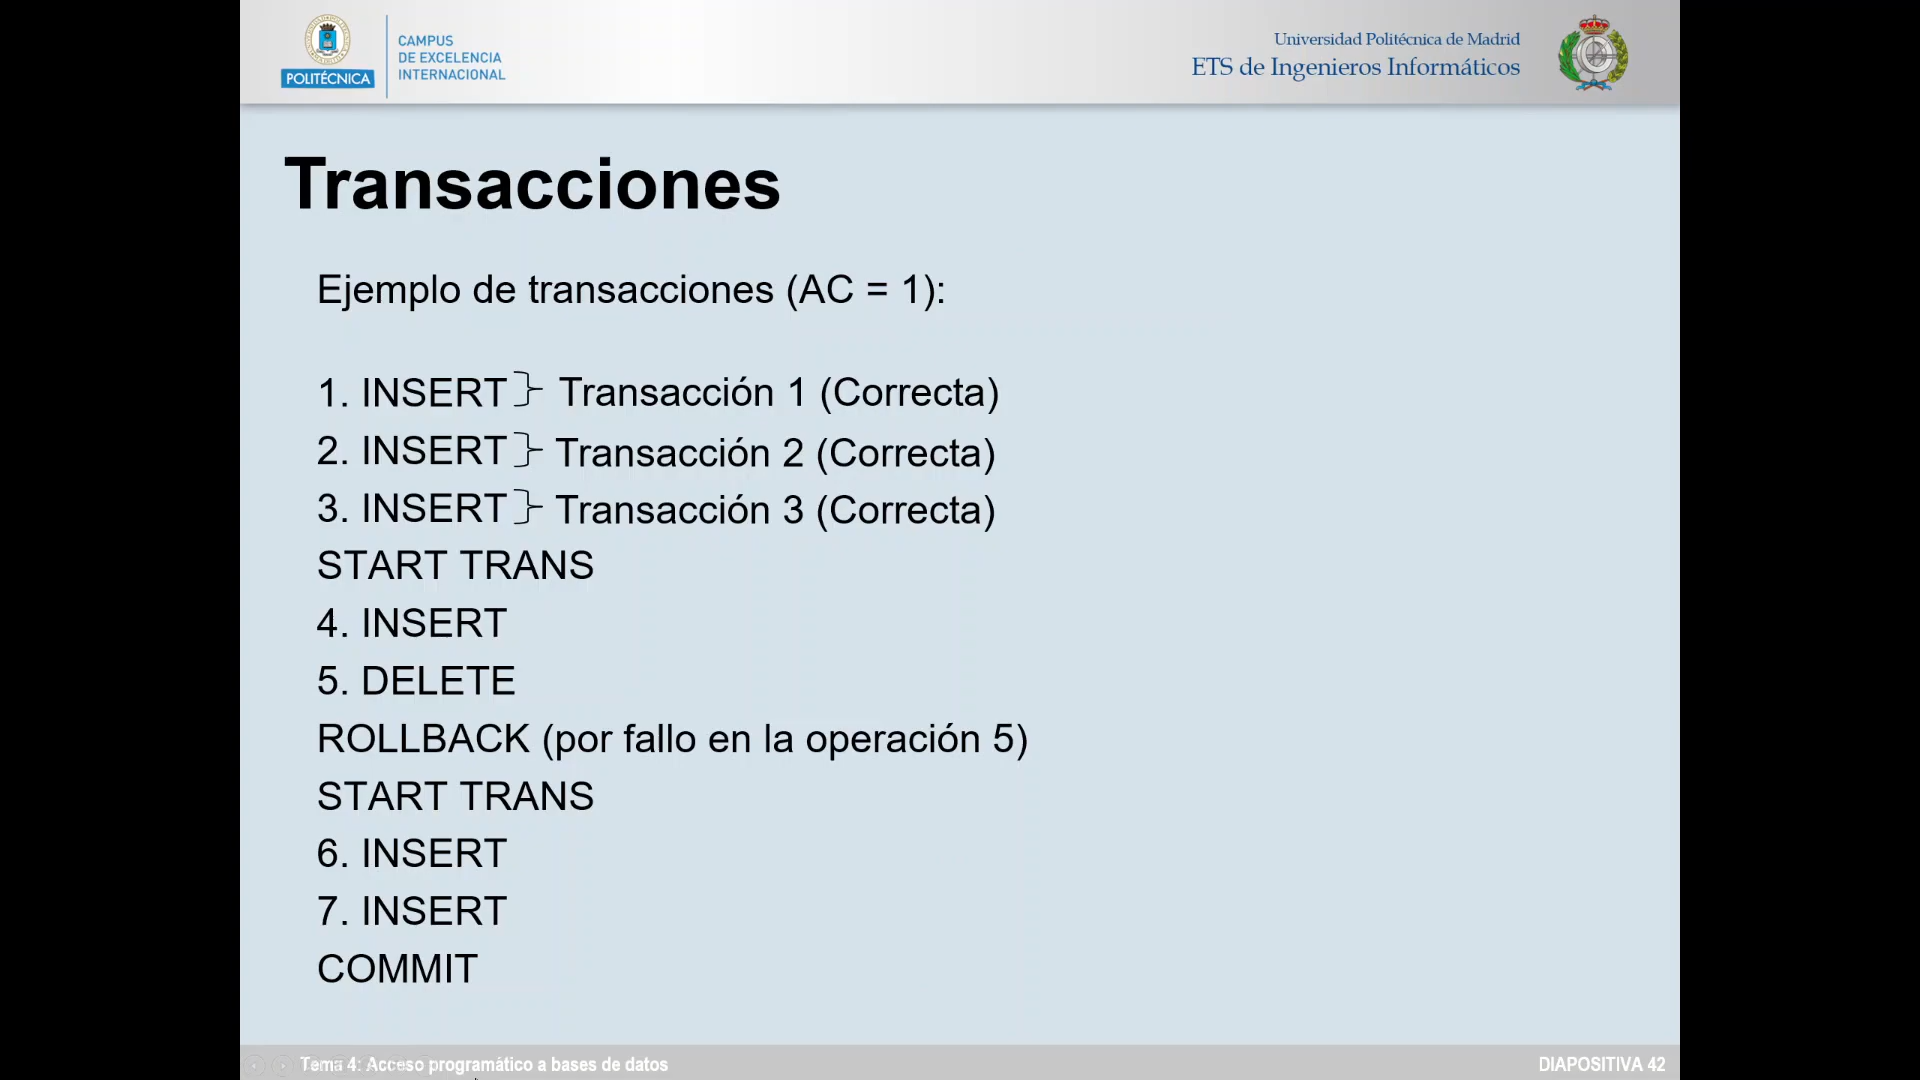 POLITÉCNICA
CAMPUS
DE EXCELENCIA
INTERNACIONAL
Universidad Politécnica de Madrid
ETS de Ingenieros Informáticos
Transacciones
Ejemplo de transacciones (AC = 1):
1. INSERT Transacción 1 (Correcta)
2. INSERT Transacción 2 (Correcta)
3. INSERT Transacción 3 (Correcta)
START TRANS
4. INSERT
5. DELETE
ROLLBACK (por fallo en la operación 5)
START TRANS
6. INSERT
7. INSERT
COMMIT
Tema 4: Acceso programático a bases de datos
DIAPOSITIVA 42